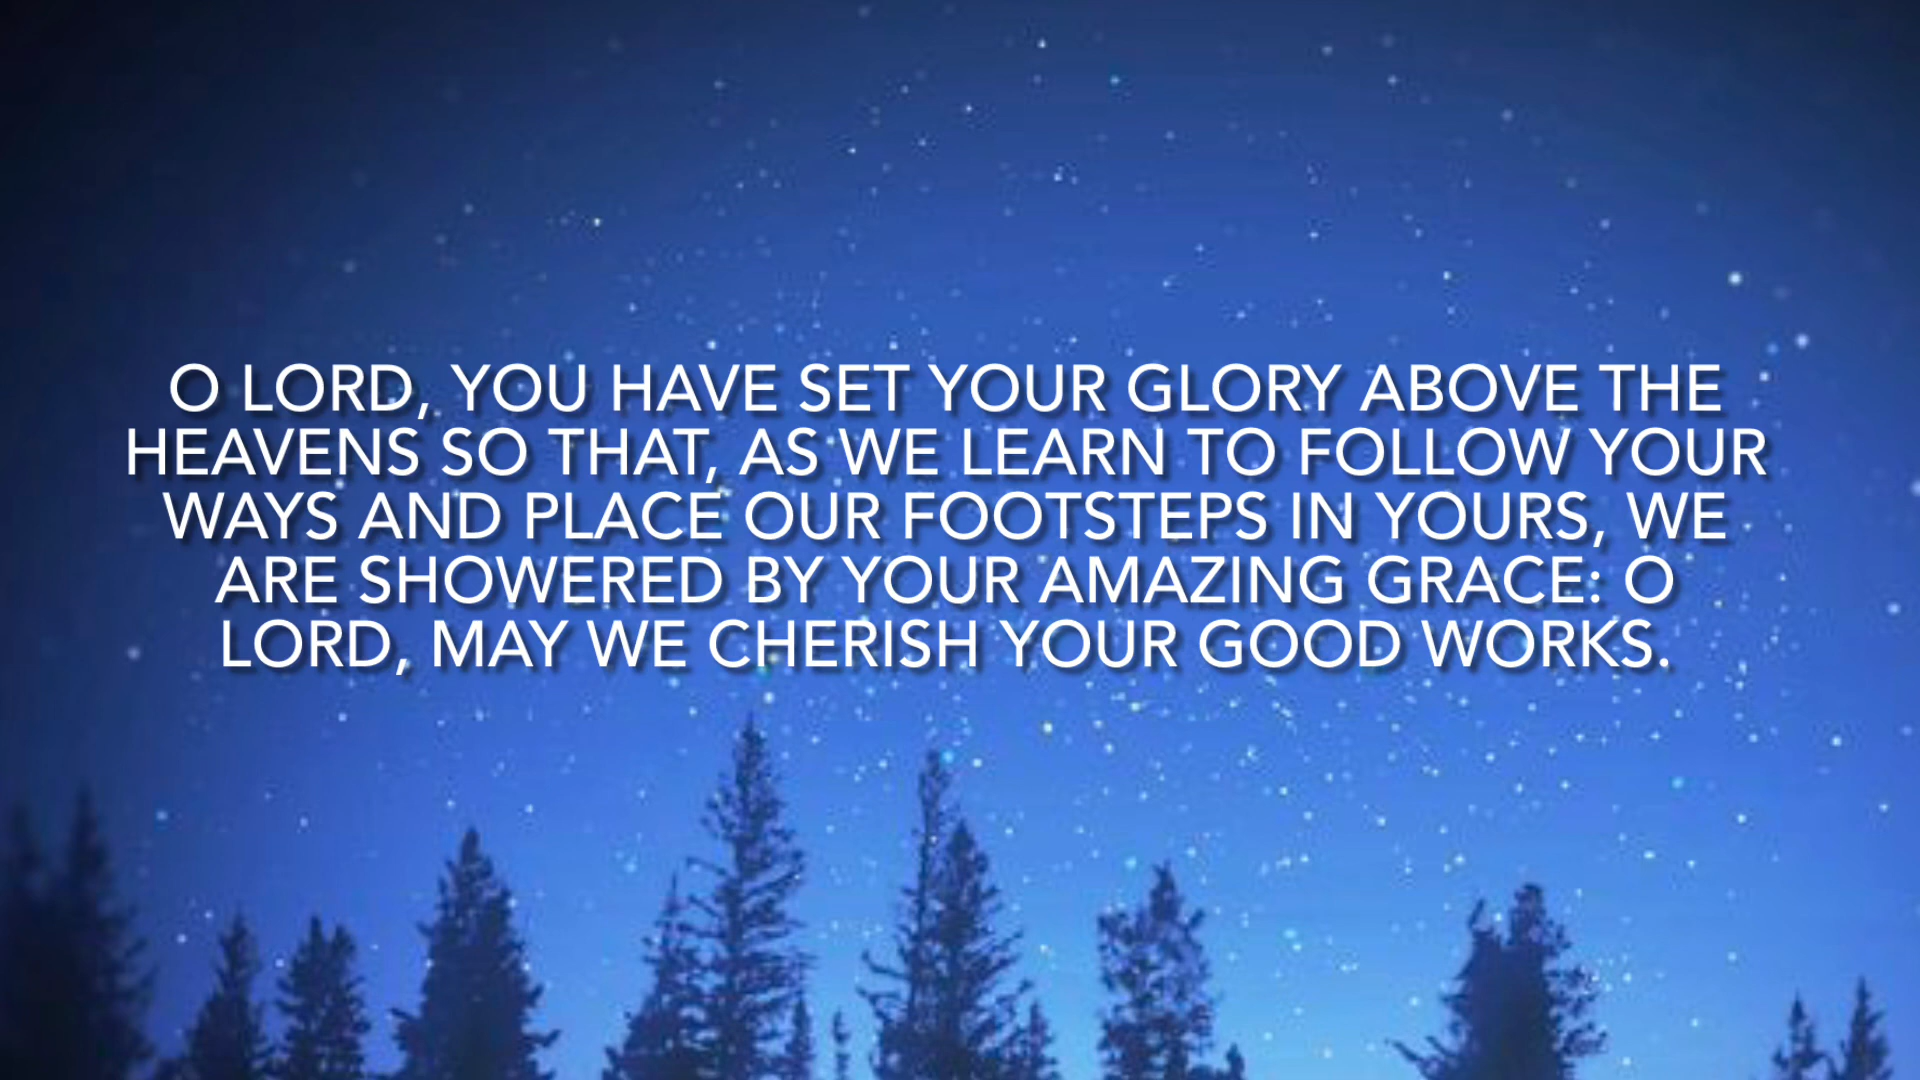 O LORD, YOU HAVE SET YOUR GLORY ABOVE THE
HEAVENS SO THAT, AS WE LEARN TO FOLLOW YOUR
WAYS AND PLACE OUR FOOTSTEPS IN YOURS, WE
ARE SHOWERED BY YOUR AMAZING GRACE: O
LORD, MAY WE CHERISH YOUR GOOD WORKS.